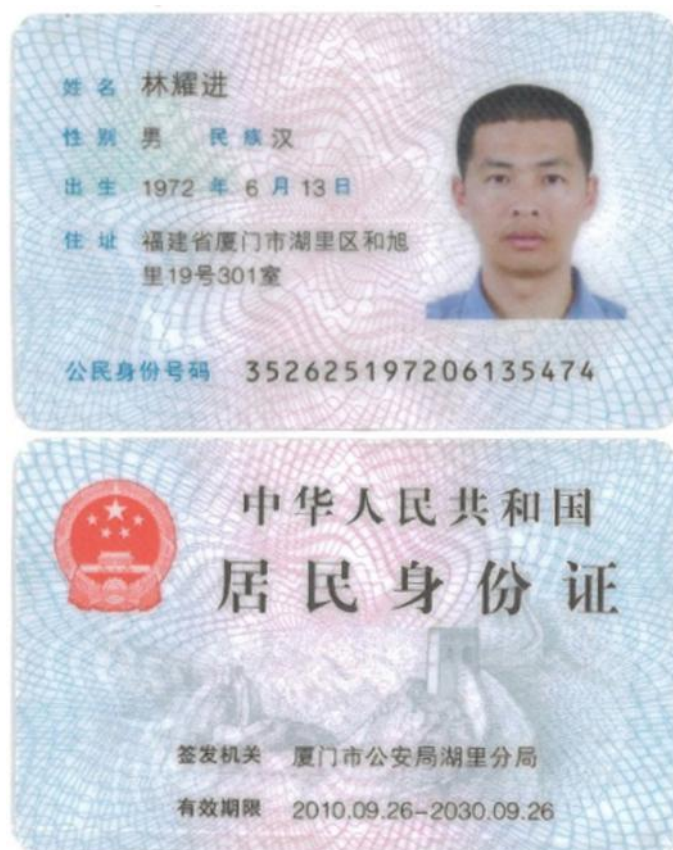 姓名 林耀进
性别 男 民族 汉
出生 1972 年 6 月 13 日
住址 福建省厦门市湖里区和旭
里19号301室
公民身份号码 352625197206135474
中华人民共和国
居民身份证
签发机关 厦门市公安局湖里分局
有效期限 2010.09.26-2030.09.26